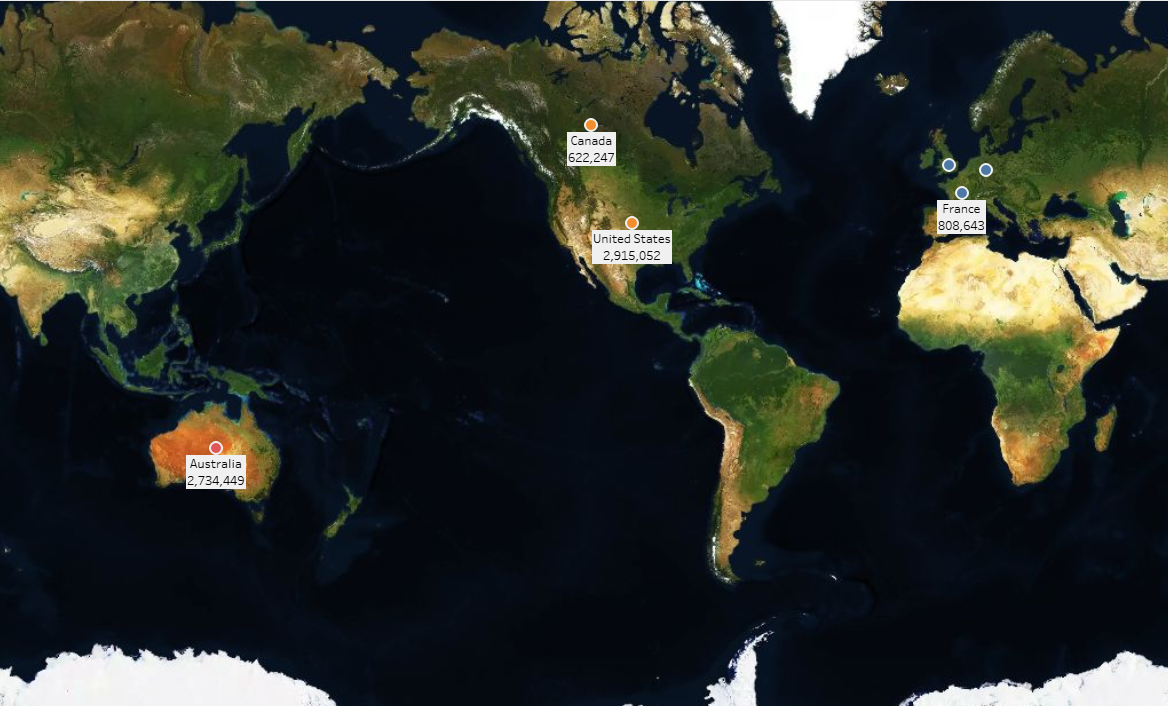 Canada
622,247
United States
2,915,052
France
808,643
Australia
2,734,449